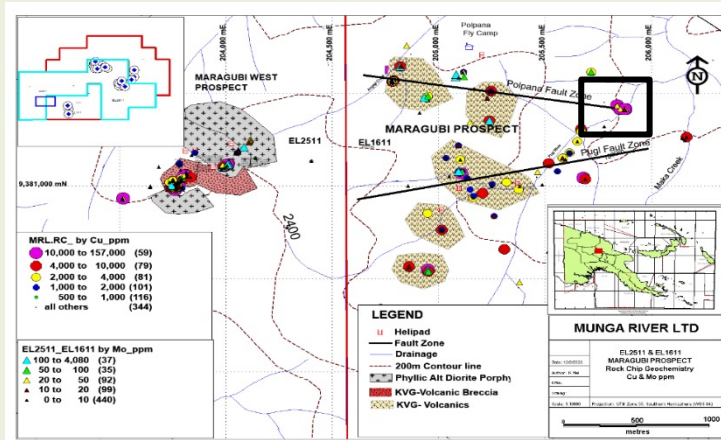 204,000 mE
204,500 mE
205,000 mE
205,500 mE
206,000 mE
Polpana
Fly Camp
MARAGUBI WEST
PROSPECT
EL2511
EL1611
Polpana Fault Zone
MARAGUBI PROSPECT
Pugi Fault Zone
Maka Creek
9,381,000 mN
2400
N
MRL.RC_ by Cu_ppm
10,000 to 157,000 (59)
4,000 to 10,000 (79)
2,000 to 4,000 (81)
1,000 to 2,000 (101)
500 to 1,000 (116)
all others (344)
EL2511_EL1611 by Mo_ppm
100 to 4,080 (37)
50 to 100 (35)
20 to 50 (92)
10 to 20 (99)
0 to 10 (440)
LEGEND
Helipad
Fault Zone
Drainage
200m Contour line
Phyllic Alt Diorite Porphy
KVG-Volcanic Breccia
KVG- Volcanics
MUNGA RIVER LTD
EL2511 & EL1611
MARAGUBI PROSPECT
Rock Chip Geochemistry
Cu & Mo ppm
0 500 1000
metres